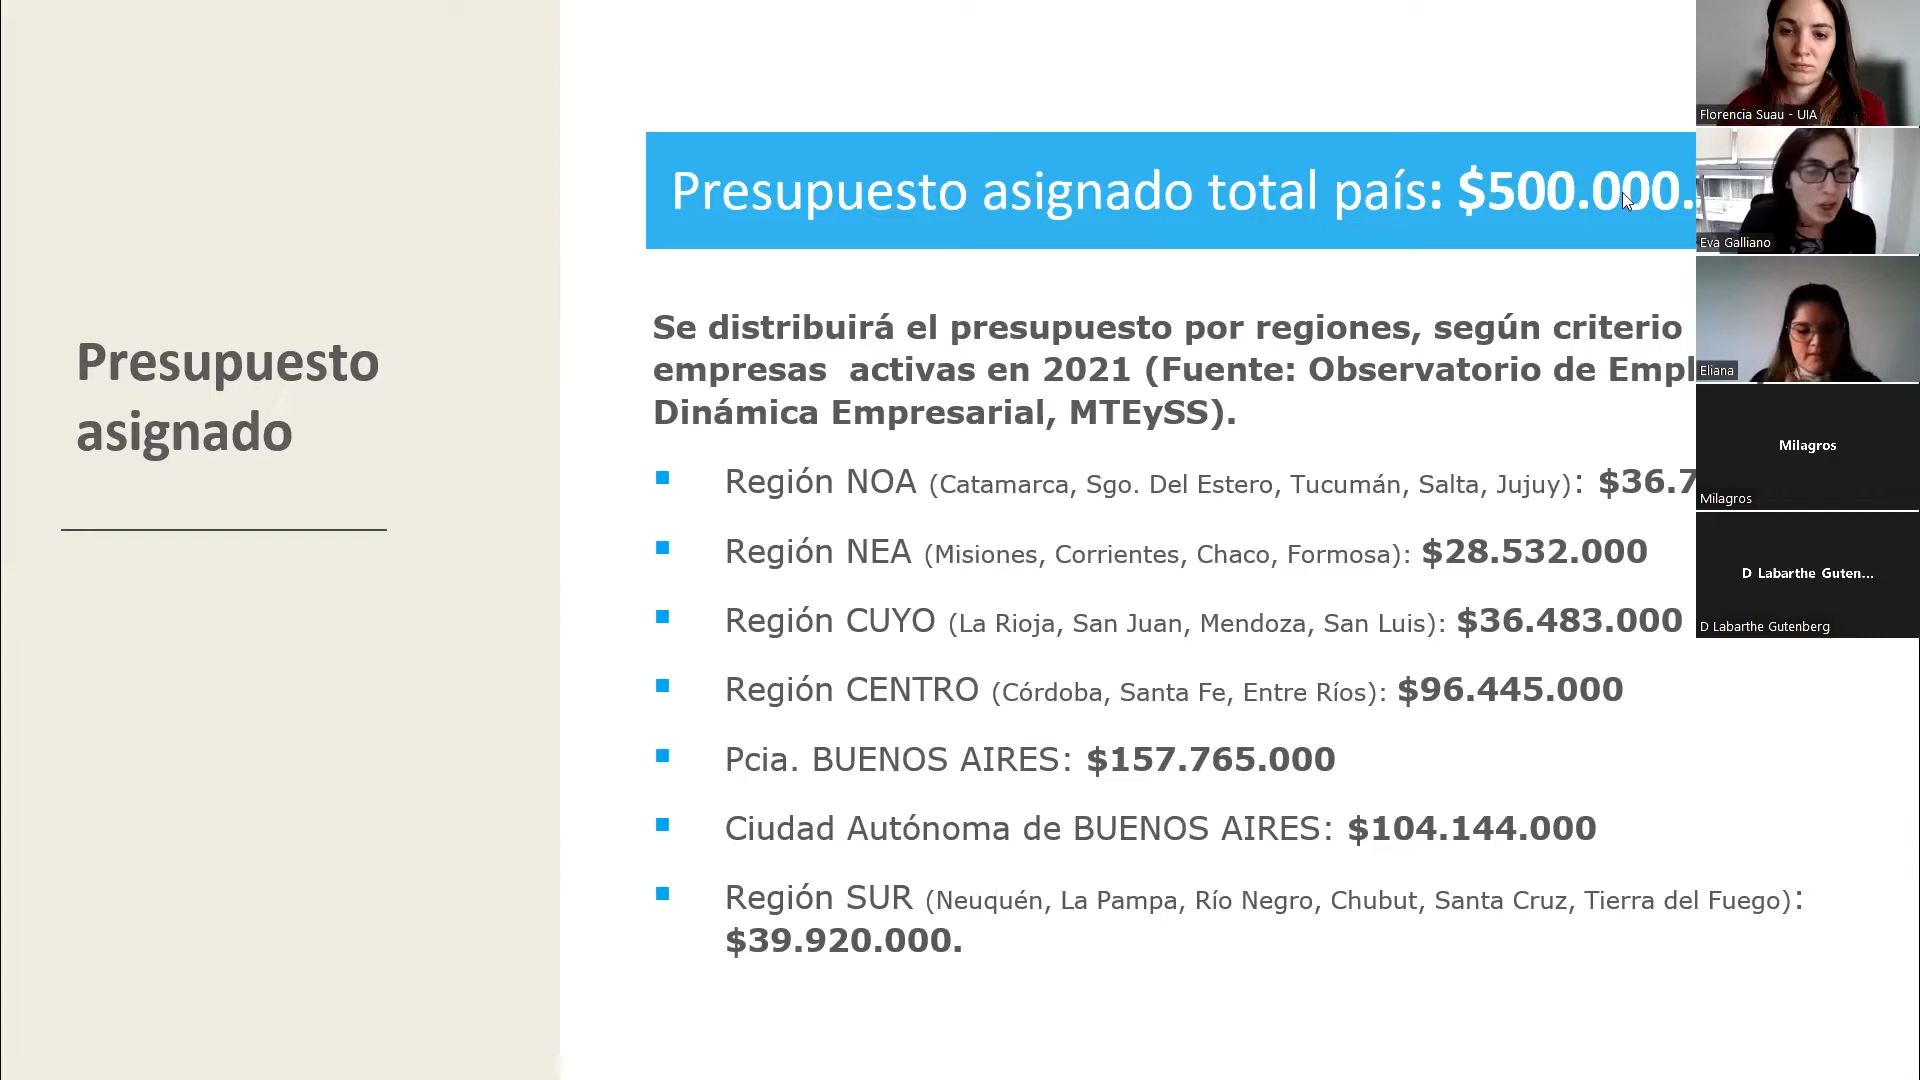 Presupuesto
asignado
Presupuesto asignado total país: $500.000.
Se distribuirá el presupuesto por regiones, según criterio
empresas activas en 2021 (Fuente: Observatorio de Empl
Dinámica Empresarial, MTEySS).
Región NOA (Catamarca, Sgo. Del Estero, Tucumán, Salta, Jujuy): $36.7
Región NEA (Misiones, Corrientes, Chaco, Formosa): $28.532.000
Región CUYO (La Rioja, San Juan, Mendoza, San Luis): $36.483.000
Región CENTRO (Córdoba, Santa Fe, Entre Ríos): $96.445.000
Pcia. BUENOS AIRES: $157.765.000
Ciudad Autónoma de BUENOS AIRES: $104.144.000
Región SUR (Neuquén, La Pampa, Río Negro, Chubut, Santa Cruz, Tierra del Fuego):
$39.920.000.
Florencia Suau - UIA
Eva Galliano
Eliana
Milagros
Milagros
D Labarthe Guten...
D Labarthe Gutenberg